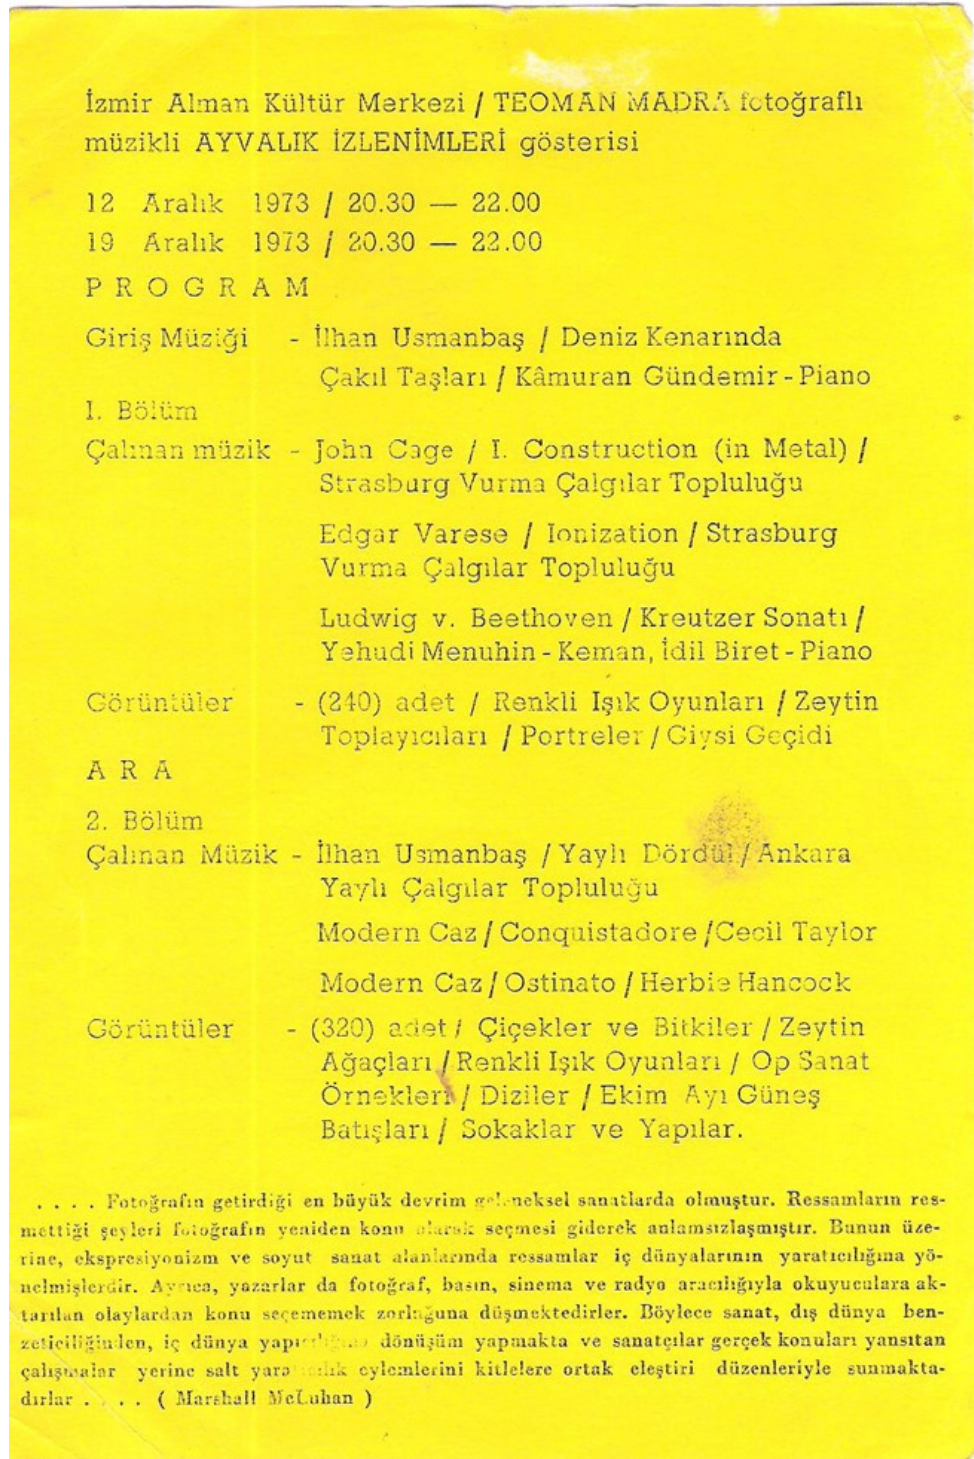 İzmir Alman Kültür Merkezi / TEOMAN MADRA fotoğraflı
müzikli AYVALIK İZLENİMLERİ gösterisi
12 Aralık 1973 / 20.30 — 22.00
19 Aralık 1973 / 20.30 — 22.00
P R O G R A M
Giriş Müziği - İlhan Usmanbaş / Deniz Kenarında
Çakıl Taşları / Kâmuran Gündemir - Piano
I. Bölüm
Çalınan müzik - John Cage / I. Construction (in Metal) /
Strasburg Vurma Çalgılar Topluluğu
Edgar Varese / Ionization / Strasburg
Vurma Çalgılar Topluluğu
Ludwig v. Beethoven / Kreutzer Sonatı /
Yehudi Menuhin - Keman, İdil Biret - Piano
Görüntüler - (240) adet / Renkli Işık Oyunları / Zeytin
Toplayıcıları / Portreler / Giysi Geçidi
A R A
2. Bölüm
Çalınan Müzik - İlhan Usmanbaş / Yaylı Dördül / Ankara
Yaylı Çalgılar Topluluğu
Modern Caz / Conquistadore / Cecil Taylor
Modern Caz / Ostinato / Herbie Hancock
Görüntüler - (320) adet / Çiçekler ve Bitkiler / Zeytin
Ağaçları / Renkli Işık Oyunları / Op Sanat
Örnekleri / Diziler / Ekim Ayı Güneş
Batışları / Sokaklar ve Yapılar.
. . . . Fotoğrafın getirdiği en büyük devrim geleneksel sanatlarda olmuştur. Ressamların res-
mettiği şeyleri fotoğrafın yeniden konu olarak seçmesi giderek anlamsızlaşmıştır. Bunun üze-
rine, ekspresiyonizm ve soyut sanat alanlarında ressamlar iç dünyalarının yaratıcılığına yö-
nelmişlerdir. Ayrıca, yazarlar da fotoğraf, basın, sinema ve radyo aracılığıyla okuyuculara ak-
tarılan olaylardan konu seçememek zorluğuna düşmektedirler. Böylece sanat, dış dünya ben-
zeticiliğinden, iç dünya dönüşüm yapmakta ve sanatçılar gerçek konuları yansıtan
çalışmalar yerine salt yaratıcılık eylemlerini kitlelere ortak eleştiri düzenleriyle sunmakta-
dırlar . . . . ( Marshall McLuhan )